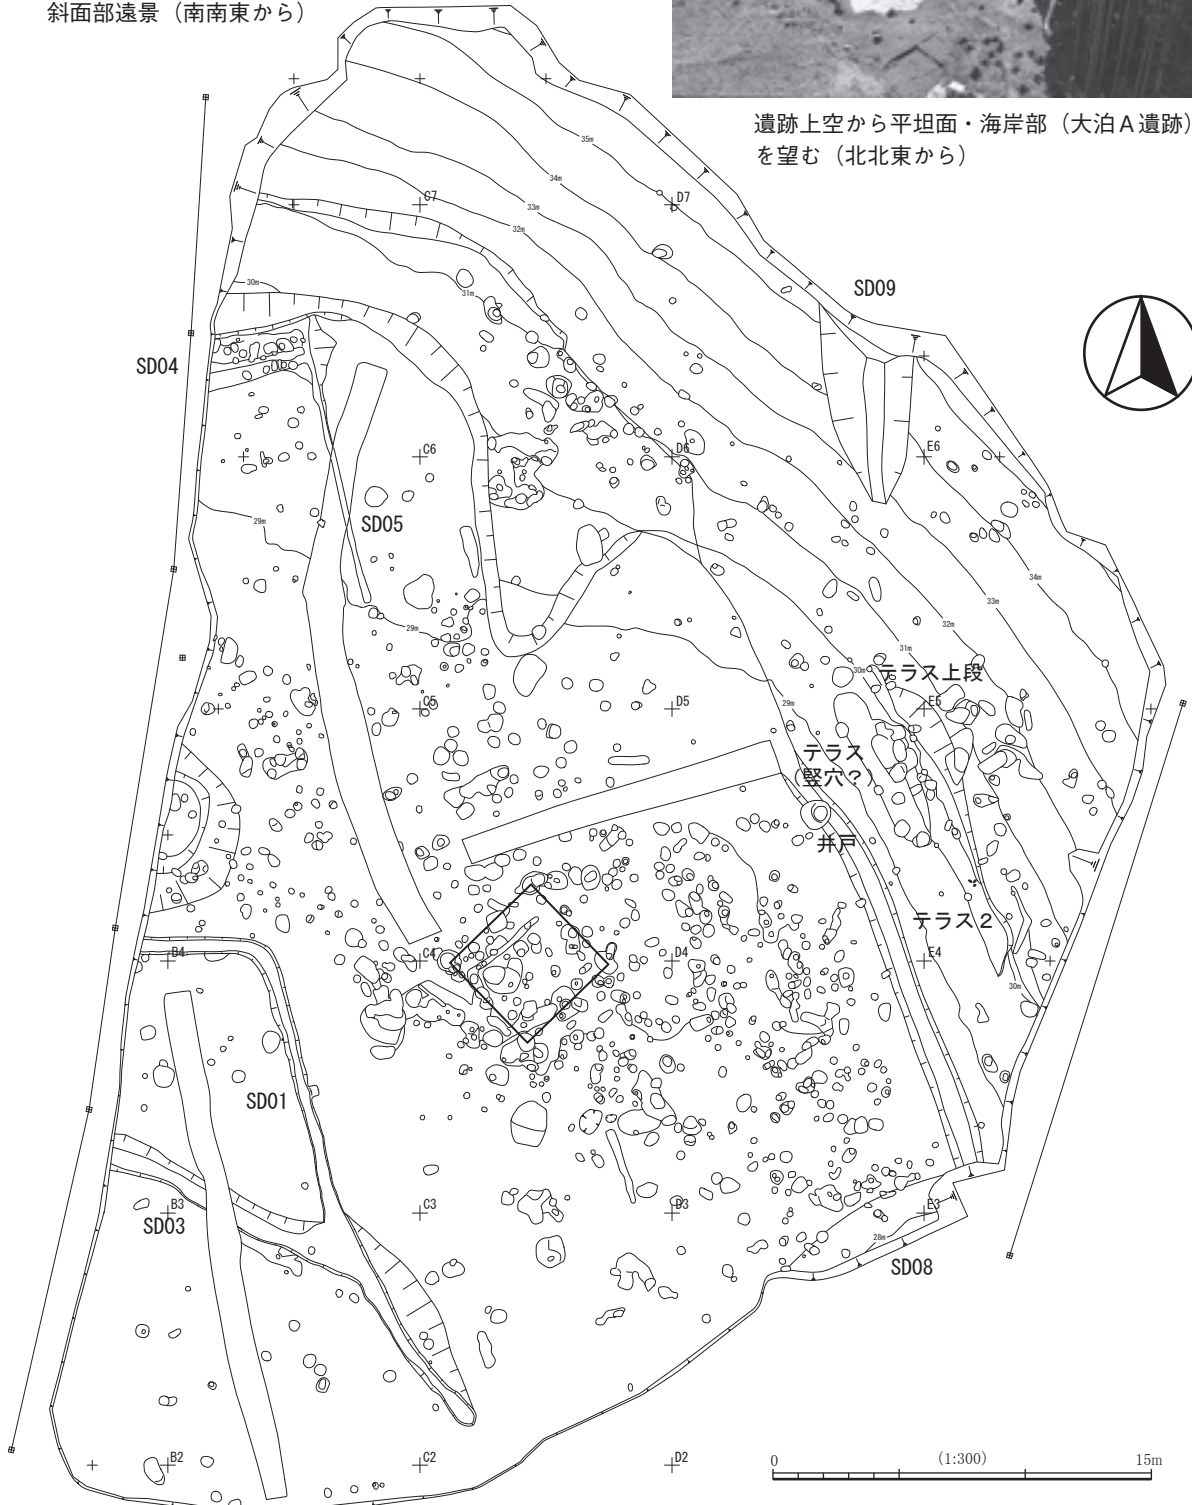 斜面部遠景（南南東から）
遺跡上空から平坦面・海岸部（大泊Ａ遺跡）
を望む（北北東から）
35m
34m
33m
32m
C7
D7
SD09
30m
31m
SD04
C6
D6
E6
29m
SD05
29m
34m
33m
32m
31m
30m
テラス上段
C5
D5
E5
29m
テラス
（竪穴？）
井戸
テラス２
B4
C4
D4
E4
30m
SD01
B3
C3
D3
E3
SD03
28m
SD08
B2
C2
D2
0
(1:300)
15m